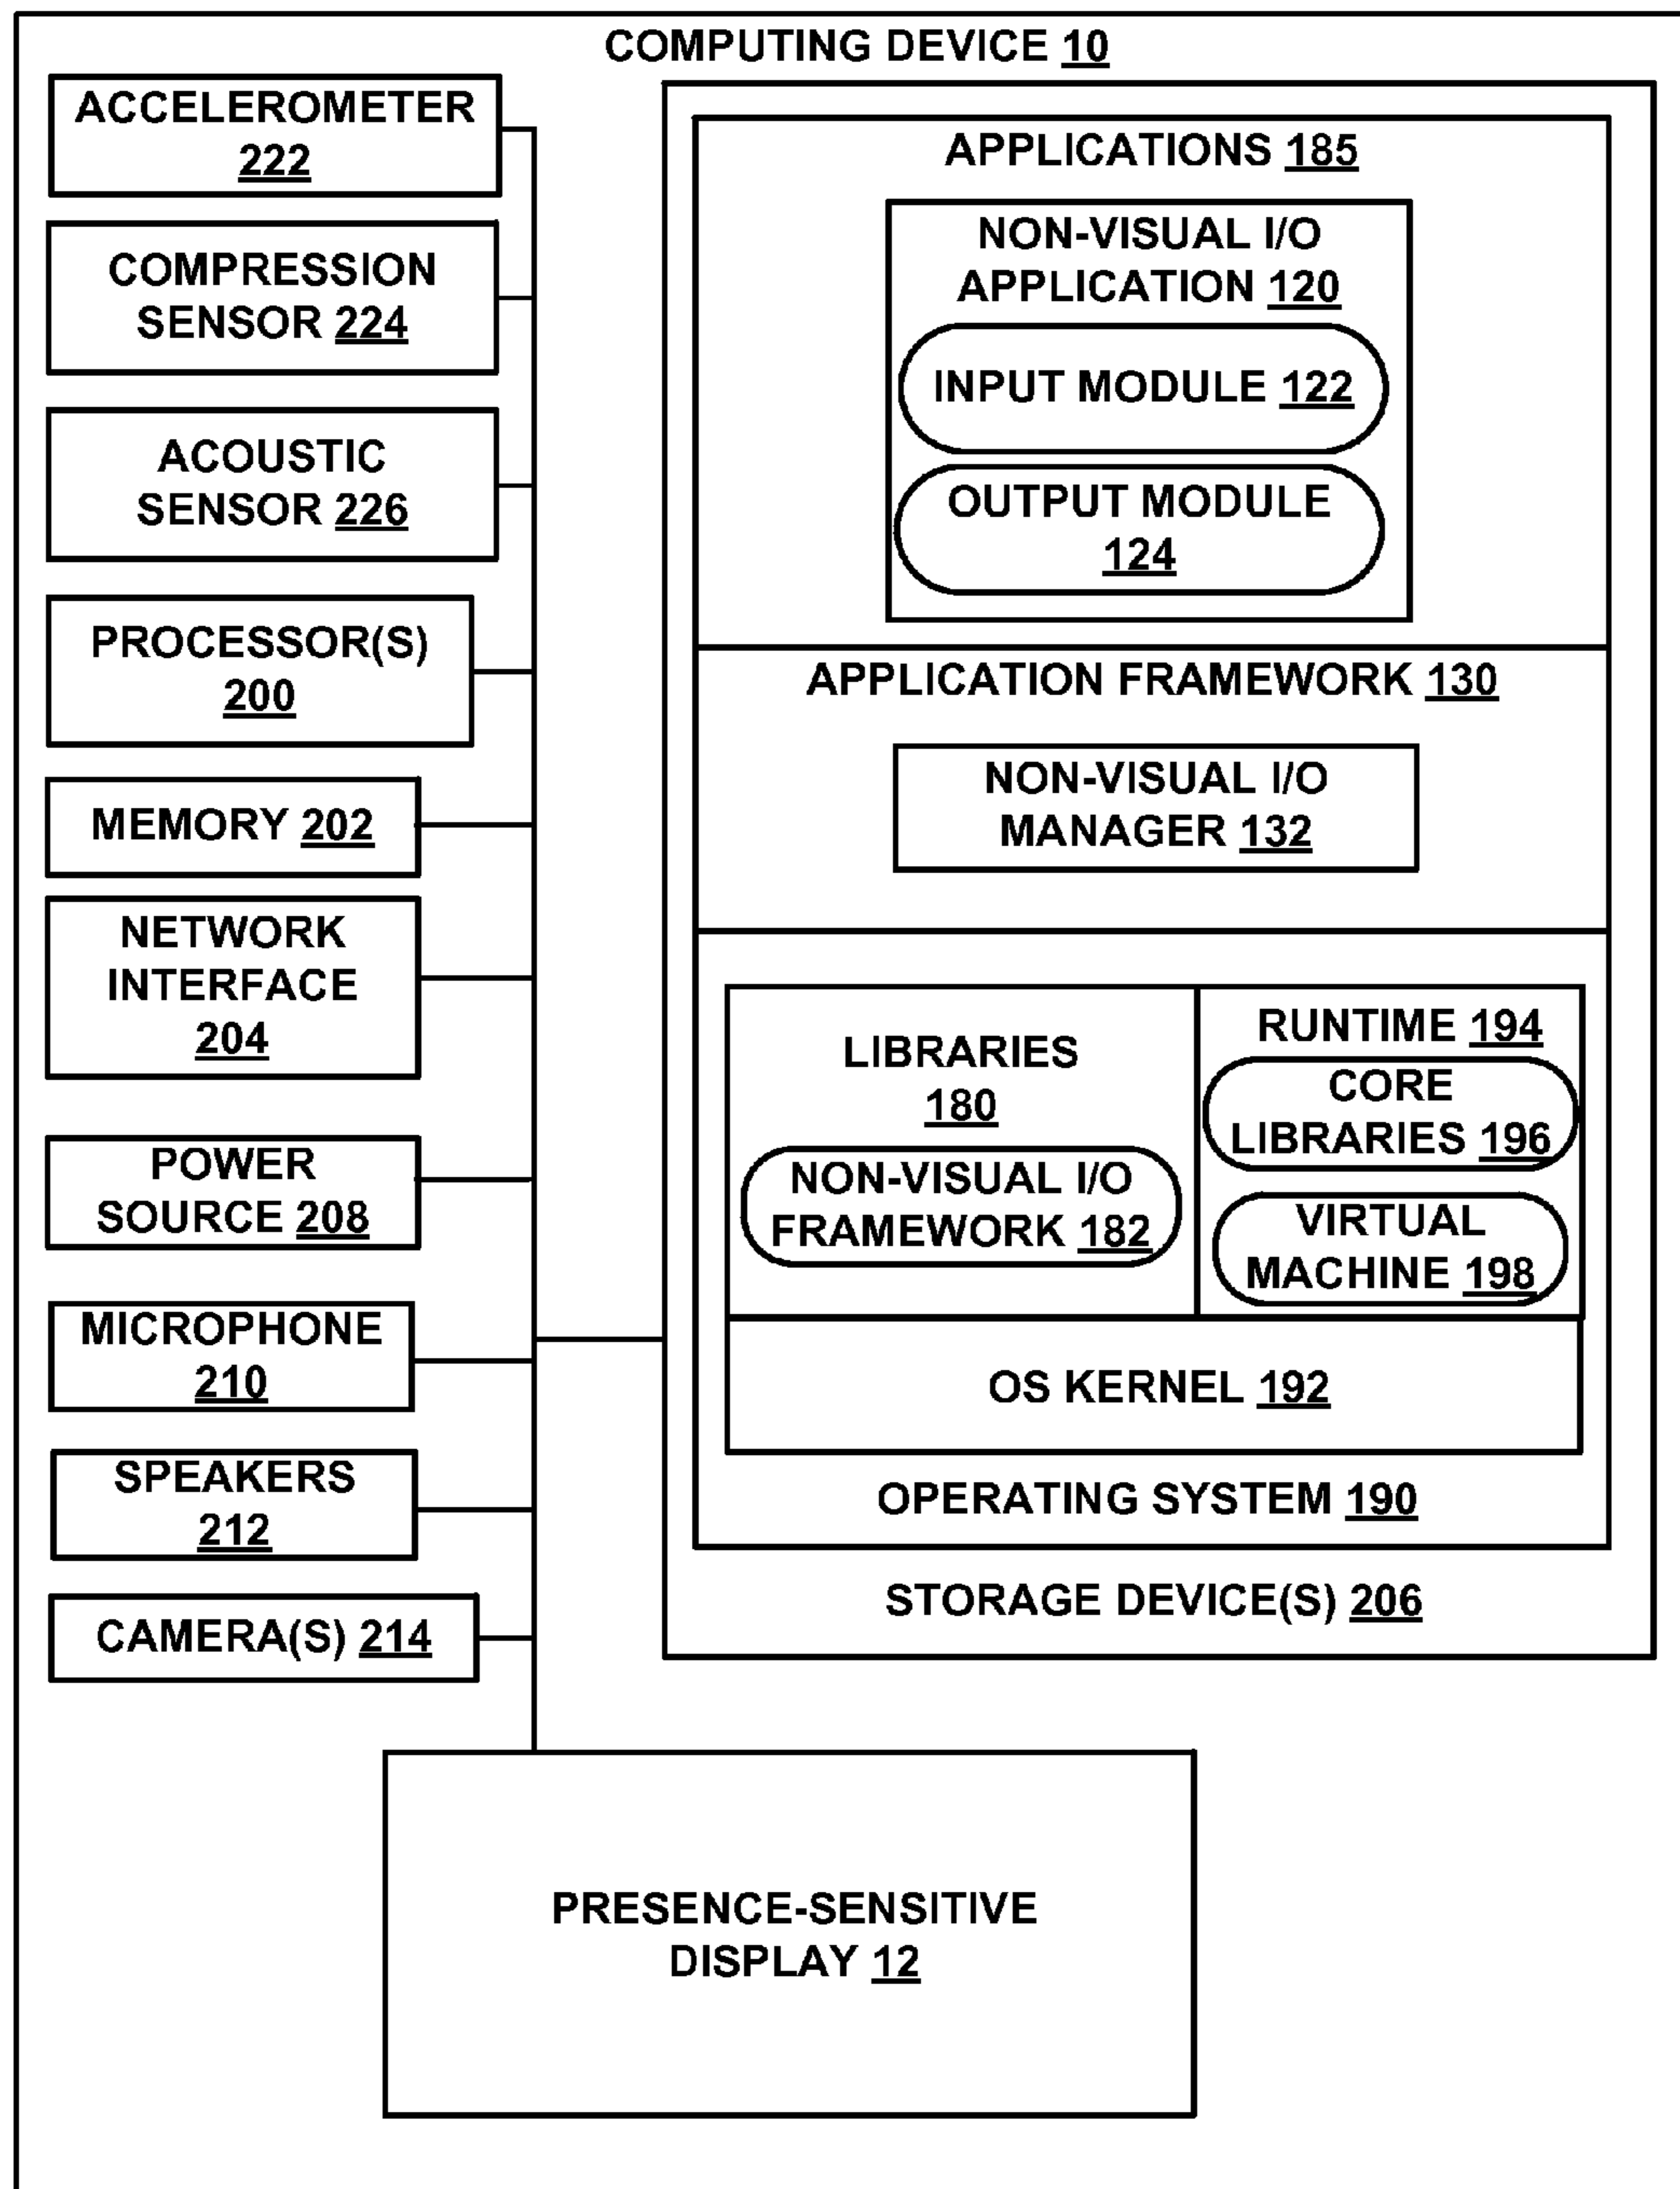 COMPUTING DEVICE 10
ACCELEROMETER
222
COMPRESSION
SENSOR 224
ACOUSTIC
SENSOR 226
PROCESSOR(S)
200
MEMORY 202
NETWORK
INTERFACE
204
POWER
SOURCE 208
MICROPHONE
210
SPEAKERS
212
CAMERA(S) 214
APPLICATIONS 185
NON-VISUAL I/O
APPLICATION 120
INPUT MODULE 122
OUTPUT MODULE
124
APPLICATION FRAMEWORK 130
NON-VISUAL I/O
MANAGER 132
LIBRARIES
180
NON-VISUAL I/O
FRAMEWORK 182
RUNTIME 194
CORE
LIBRARIES 196
VIRTUAL
MACHINE 198
OS KERNEL 192
OPERATING SYSTEM 190
STORAGE DEVICE(S) 206
PRESENCE-SENSITIVE
DISPLAY 12